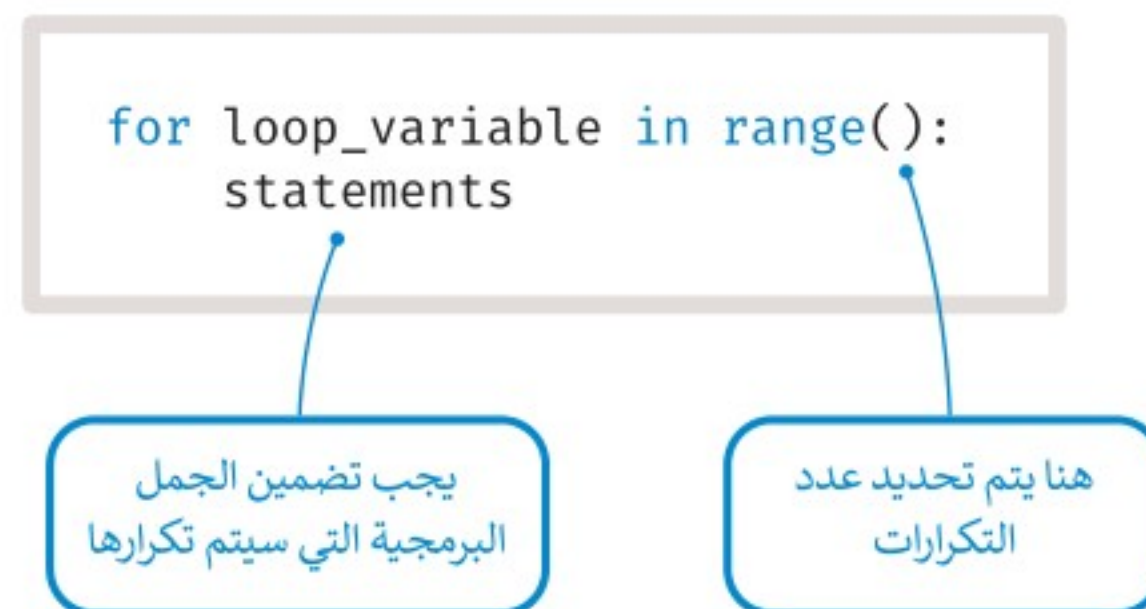 for loop_variable in range():
statements
هنا يتم تحديد عدد
التكرارات
يجب تضمين الجمل
البرمجية التي سيتم تكرارها